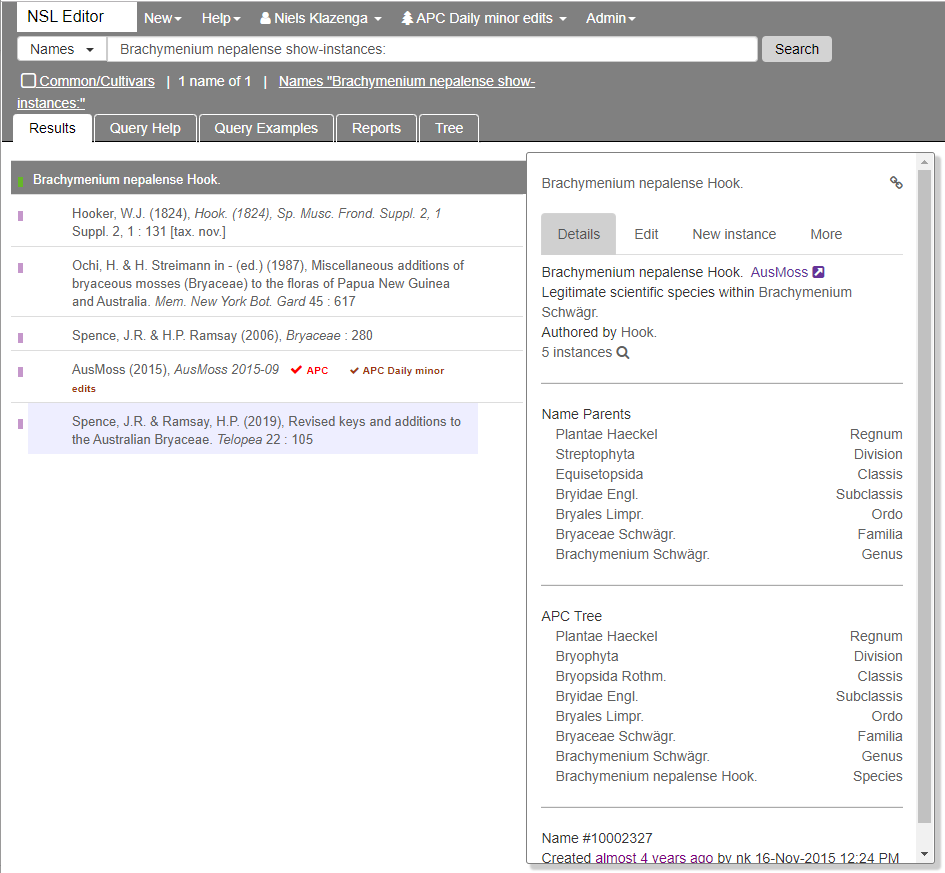 NSL Editor New Help Niels Klazenga APC Daily minor edits Admin
Names Brachymenium nepalense show-instances: Search
Common/Cultivars | 1 name of 1 | Names "Brachymenium nepalense show-
instances:"
Results Query Help Query Examples Reports Tree
Brachymenium nepalense Hook.
Hooker, W.J. (1824), Hook. (1824), Sp. Musc. Frond. Suppl. 2, 1
Suppl. 2, 1 : 131 [tax. nov.]
Ochi, H. & H. Streimann in - (ed.) (1987), Miscellaneous additions of
bryaceous mosses (Bryaceae) to the floras of Papua New Guinea
and Australia. Mem. New York Bot. Gard 45 : 617
Spence, J.R. & H.P. Ramsay (2006), Bryaceae : 280
AusMoss (2015), AusMoss 2015-09 APC APC Daily minor
edits
Spence, J.R. & Ramsay, H.P. (2019), Revised keys and additions to
the Australian Bryaceae. Telopea 22 : 105
Brachymenium nepalense Hook.
Details Edit New instance More
Brachymenium nepalense Hook. AusMoss
Legitimate scientific species within Brachymenium
Schwägr.
Authored by Hook.
5 instances
Name Parents
Plantae Haeckel Regnum
Streptophyta Division
Equisetopsida Classis
Bryidae Engl. Subclassis
Bryales Limpr. Ordo
Bryaceae Schwägr. Familia
Brachymenium Schwägr. Genus
APC Tree
Plantae Haeckel Regnum
Bryophyta Division
Bryopsida Rothm. Classis
Bryidae Engl. Subclassis
Bryales Limpr. Ordo
Bryaceae Schwägr. Familia
Brachymenium Schwägr. Genus
Brachymenium nepalense Hook. Species
Name #10002327
Created almost 4 years ago by nk 16-Nov-2015 12:24 PM